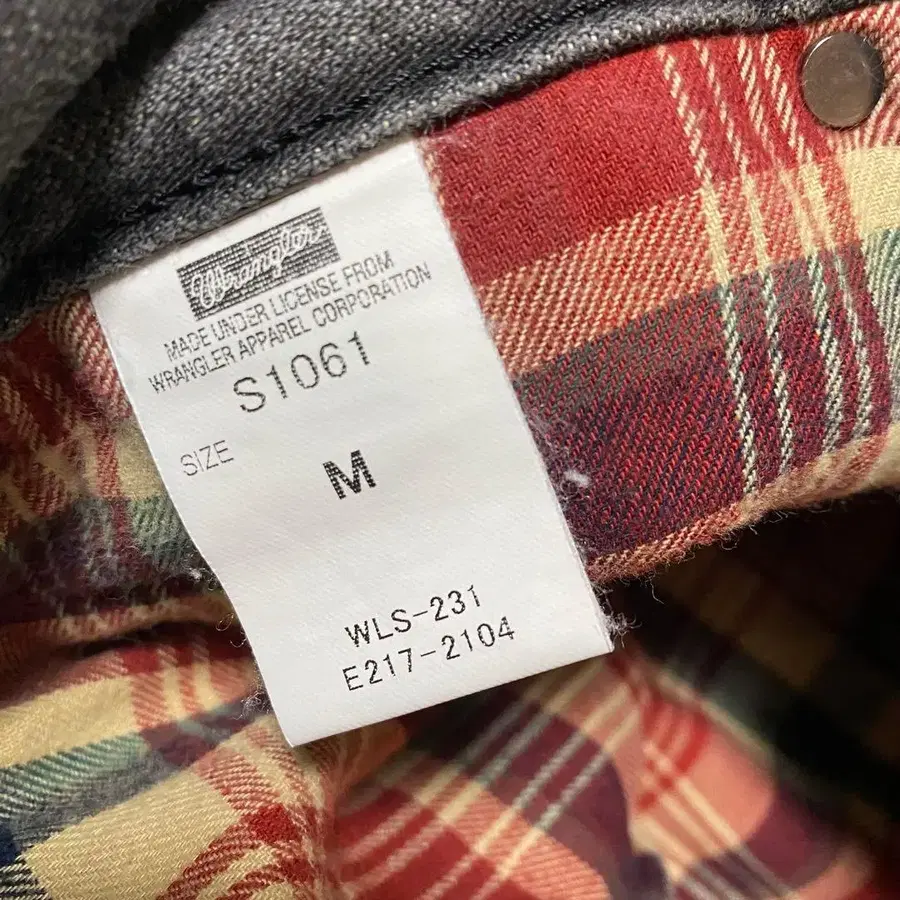 Wrangler
MADE UNDER LICENSE FROM
WRANGLER APPAREL CORPORATION
S1061
SIZE
M
WLS-231
E217-2104